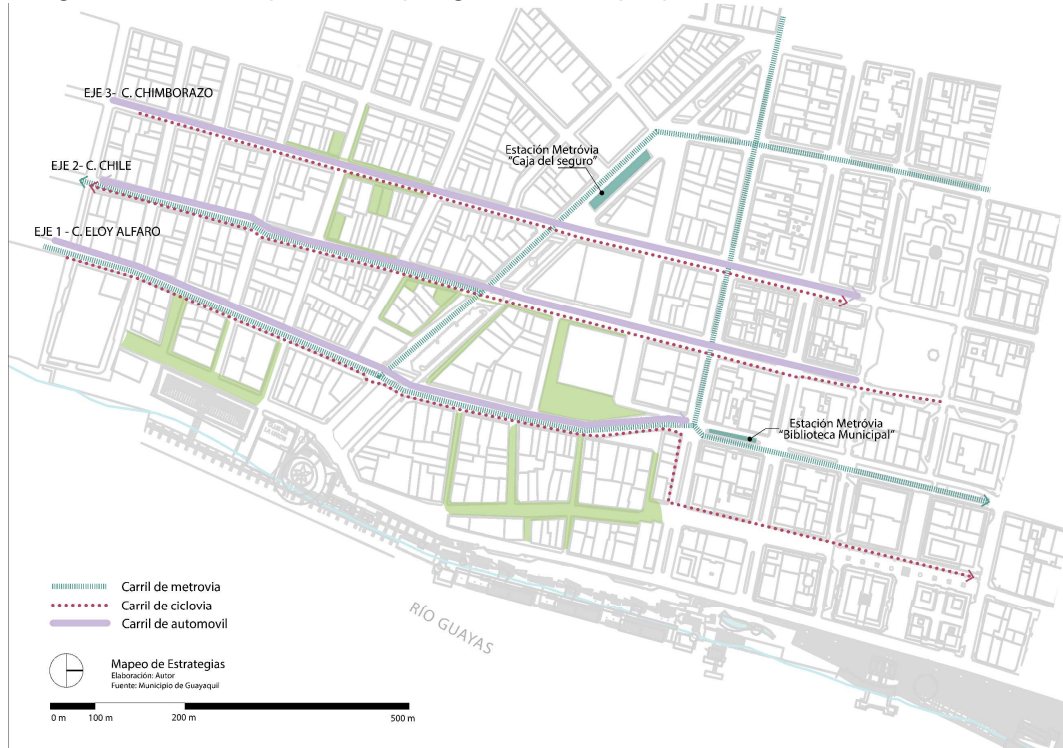 EJE 3- C. CHIMBORAZO
Estación Metróvia
"Caja del seguro"
EJE 2- C. CHILE
EJE 1 - C. ELOY ALFARO
Estación Metróvia
"Biblioteca Municipal"
Carril de metrovia
Carril de ciclovia
Carril de automovil
RÍO GUAYAS
Mapeo de Estrategias
Elaboración: Autor
Fuente: Municipio de Guayaquil
0 m 100 m 200 m 500 m